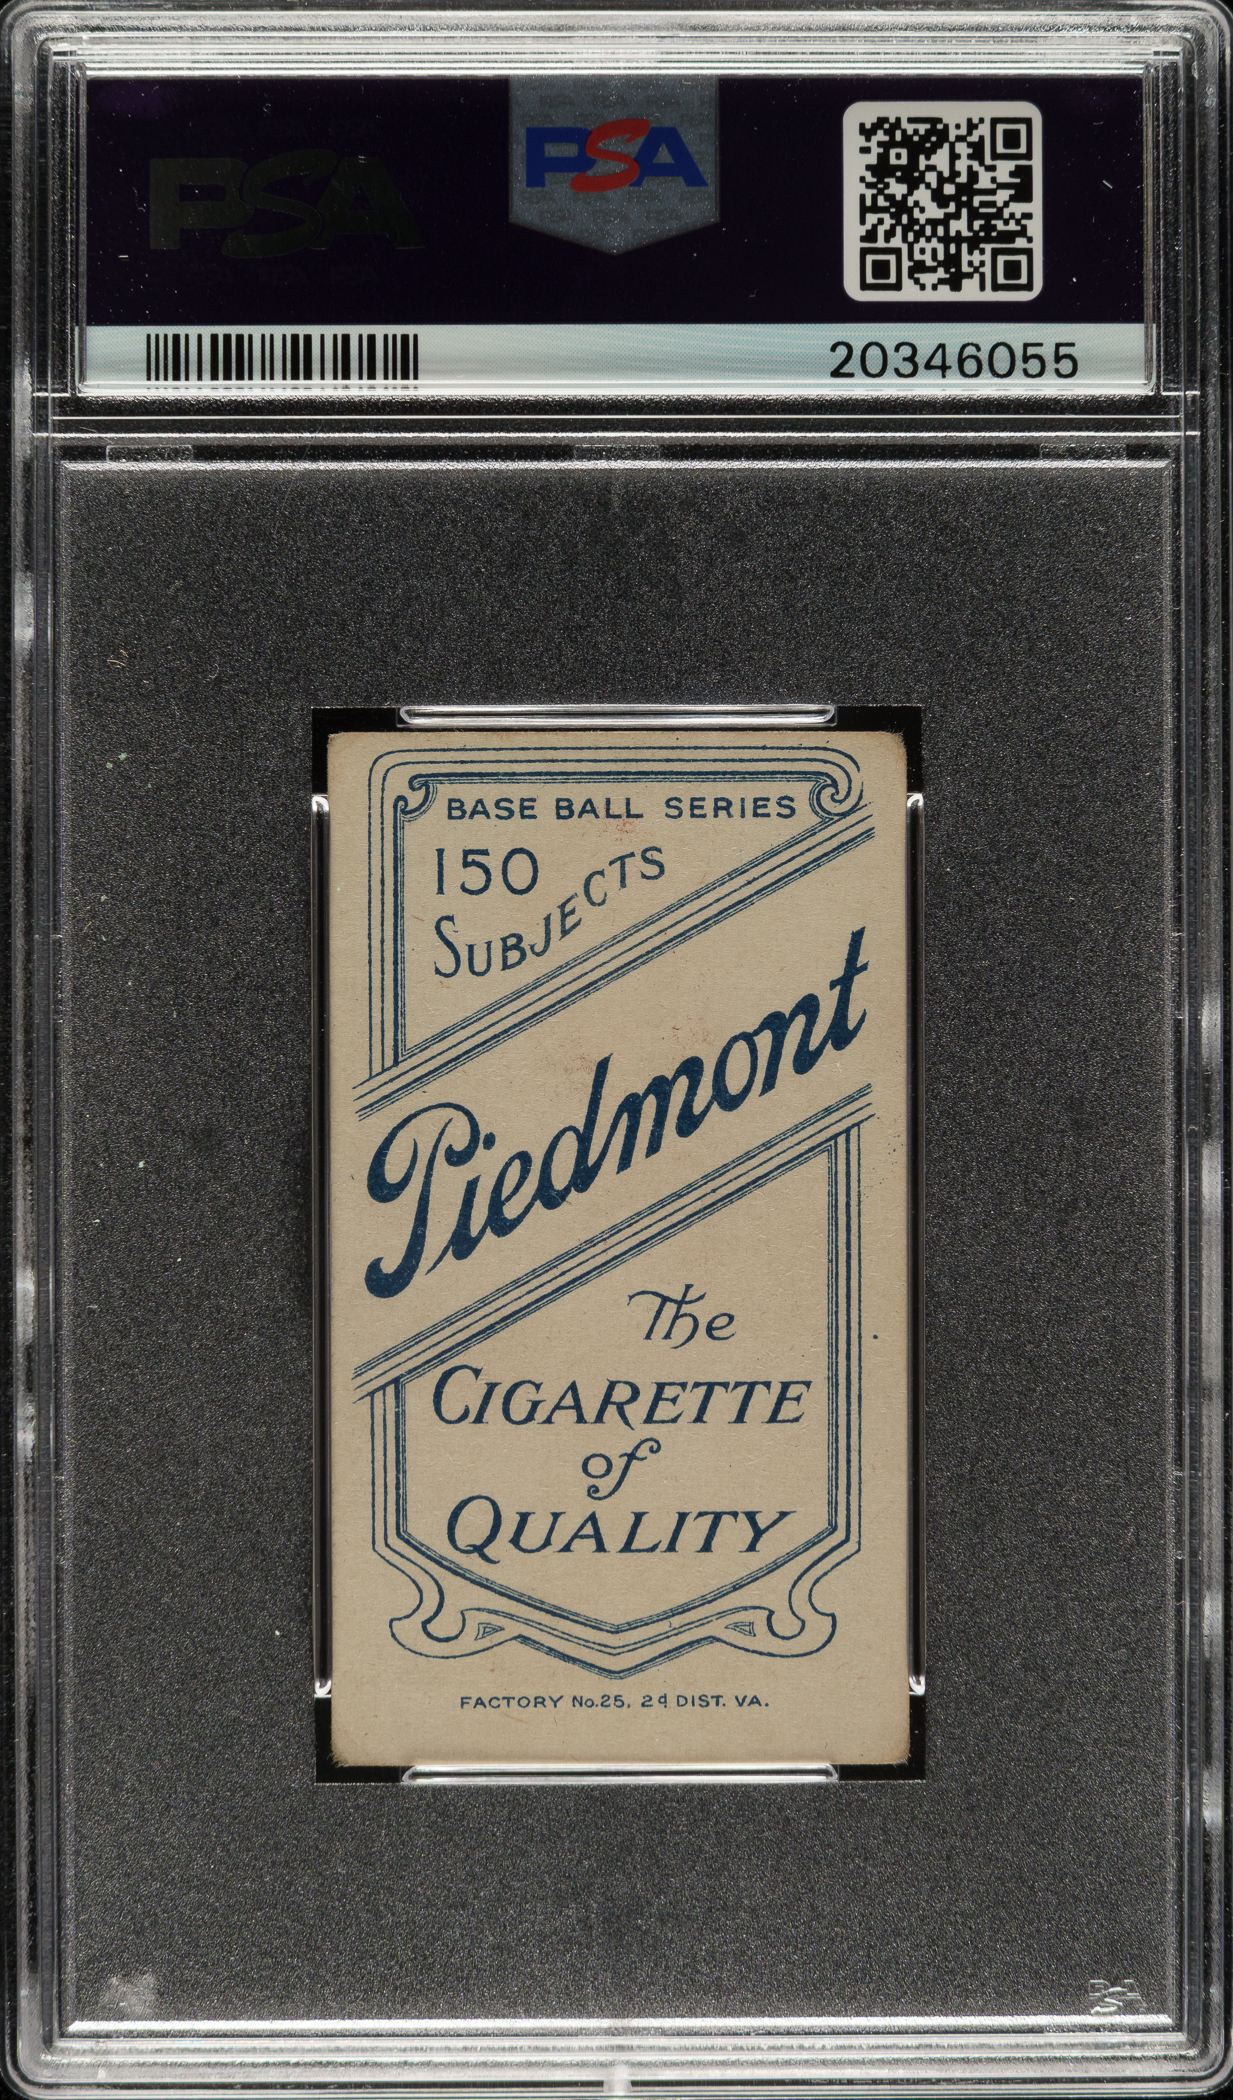 PSA
PSA
20346055
BASE BALL SERIES
150
SUBJECTS
Piedmont
The
CIGARETTE
of
QUALITY
FACTORY No.25, 2d DIST. VA.
PSA